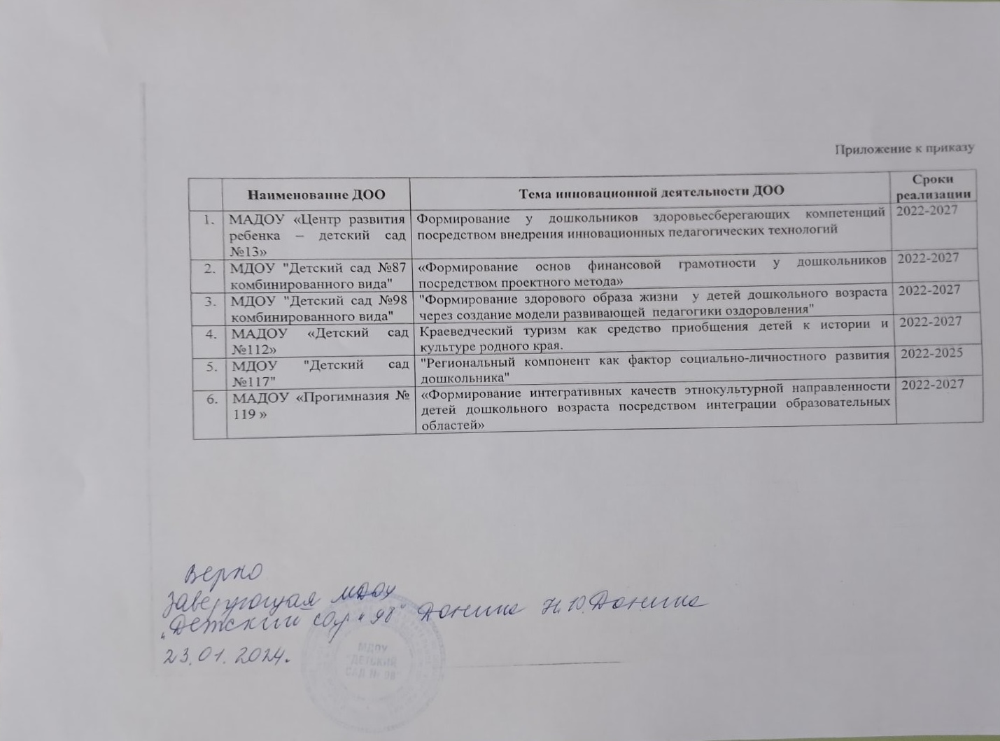 Приложение к приказу
Наименование ДОО
Тема инновационной деятельности ДОО
Сроки
реализации
1.
МАДОУ «Центр развития
ребенка – детский сад
№13»
Формирование у дошкольников здоровьесберегающих компетенций
посредством внедрения инновационных педагогических технологий
2022-2027
2.
МДОУ "Детский сад №87
комбинированного вида"
«Формирование основ финансовой грамотности у дошкольников
посредством проектного метода»
2022-2027
3.
МДОУ "Детский сад №98
комбинированного вида"
"Формирование здорового образа жизни у детей дошкольного возраста
через создание модели развивающей педагогики оздоровления"
2022-2027
4.
МАДОУ «Детский сад
№112»
Краеведческий туризм как средство приобщения детей к истории и
культуре родного края.
2022-2027
5.
МДОУ "Детский сад
№117"
"Региональный компонент как фактор социально-личностного развития
дошкольника"
2022-2025
6.
МАДОУ «Прогимназия №
119 »
«Формирование интегративных качеств этнокультурной направленности
детей дошкольного возраста посредством интеграции образовательных
областей»
2022-2027
Верно
Заведующая МДОУ
„Детский сад 98" Донина Н.Ю.Донина
23.01.2024.
МДОУ
"ДЕТСКИЙ
САД № 98